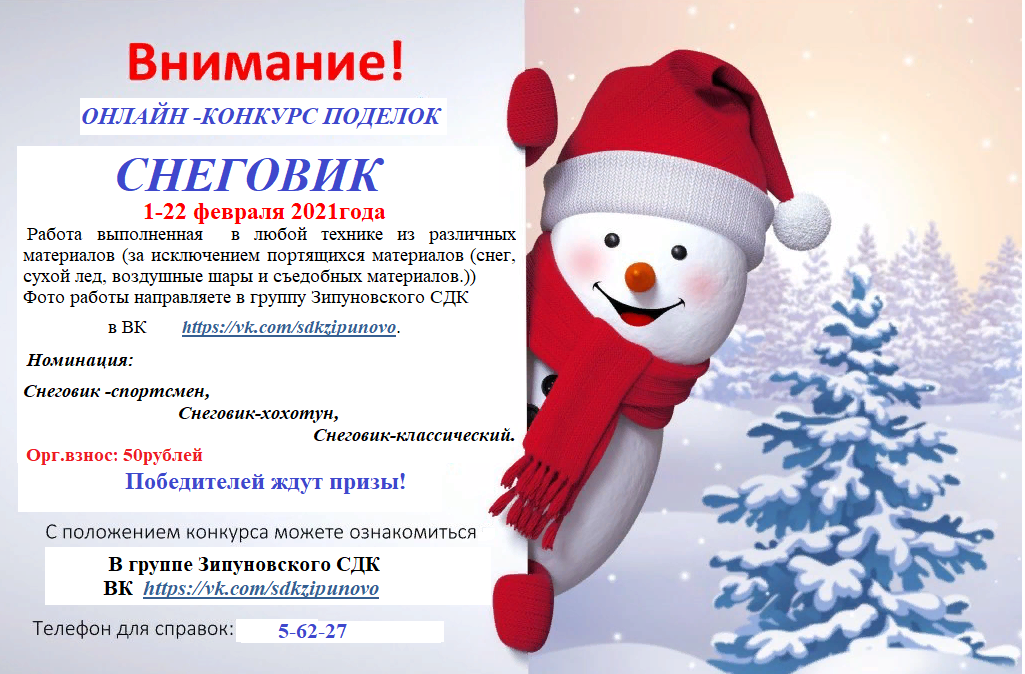 Внимание!
ОНЛАЙН -КОНКУРС ПОДЕЛОК
СНЕГОВИК
1-22 февраля 2021года
Работа выполненная в любой технике из различных
материалов (за исключением портящихся материалов (снег,
сухой лед, воздушные шары и съедобных материалов.))
Фото работы направляете в группу Зипуновского СДК
в ВК https://vk.com/sdkzipunovo.
Номинация:
Снеговик -спортсмен,
Снеговик-хохотун,
Снеговик-классический.
Орг.взнос: 50рублей
Победителей ждут призы!
С положением конкурса можете ознакомиться
В группе Зипуновского СДК
ВК https://vk.com/sdkzipunovo
Телефон для справок: 5-62-27